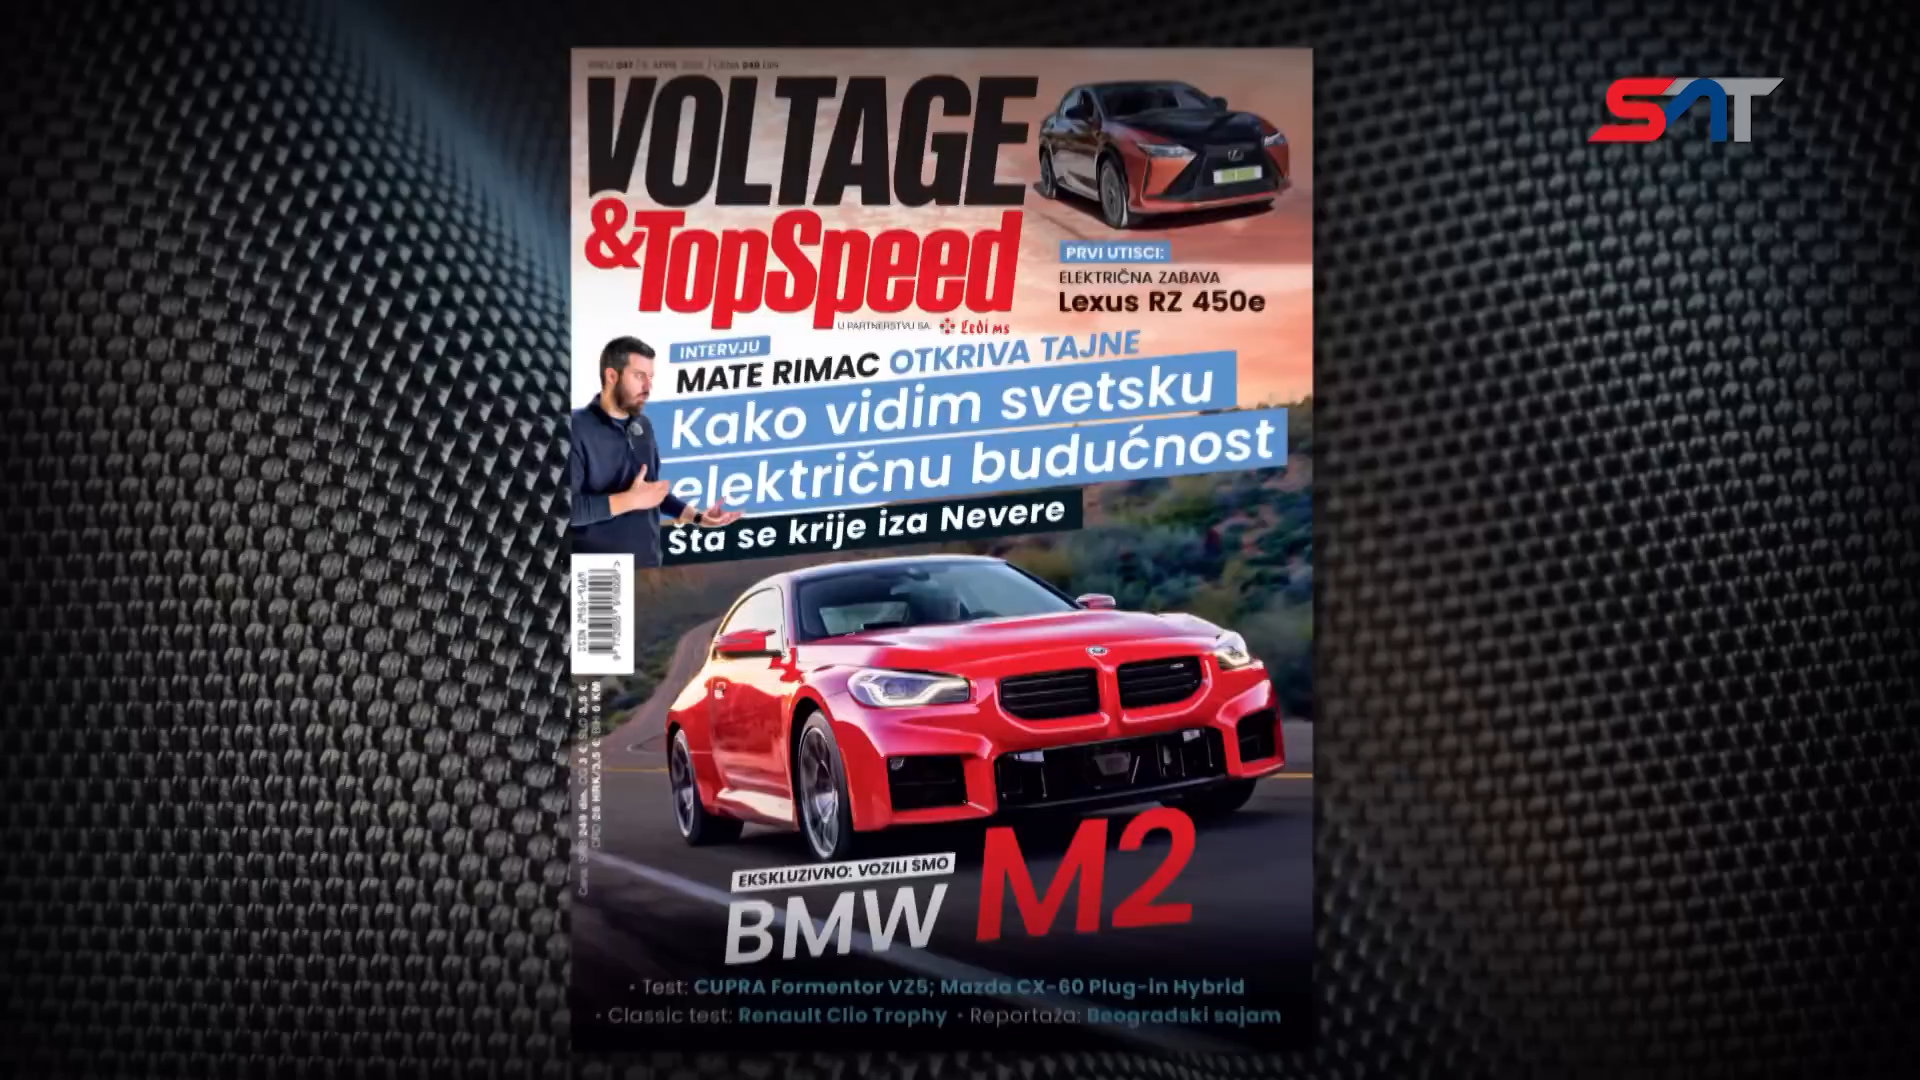 SAT
VOLTAGE
&TopSpeed
U PARTNERSTVU SA: Ledi MS
PRVI UTISCI:
ELEKTRIČNA ZABAVA
Lexus RZ 450e
INTERVJU
MATE RIMAC OTKRIVA TAJNE
Kako vidim svetsku
električnu budućnost
Šta se krije iza Nevere
EKSKLUZIVNO: VOZILI SMO
BMW M2
• Test: CUPRA Formentor VZ5; Mazda CX-60 Plug-in Hybrid
• Classic test: Renault Clio Trophy • Reportaža: Beogradski sajam